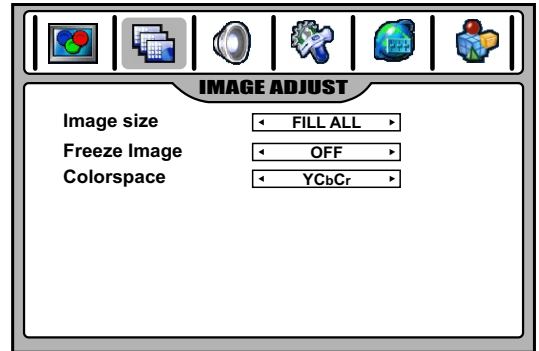 IMAGE ADJUST
Image size FILL ALL
Freeze Image OFF
Colorspace YCbCr